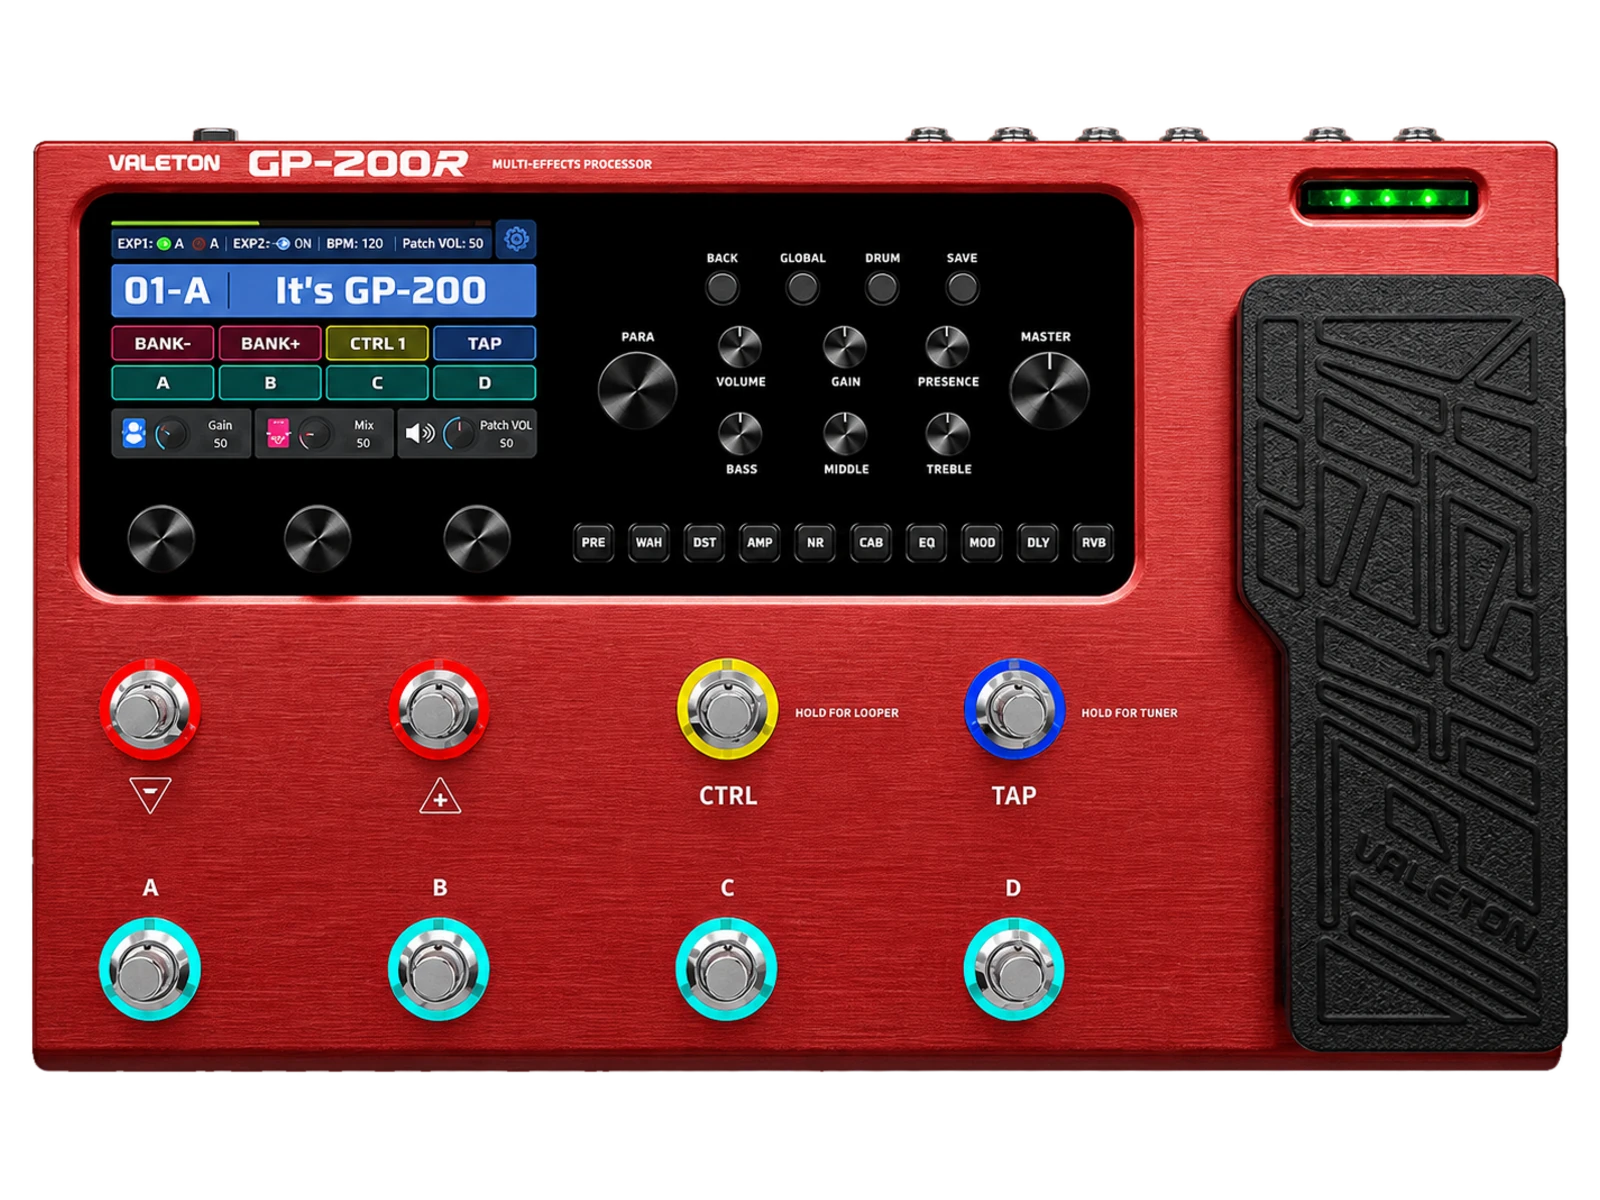 VALETON GP-200R MULTI-EFFECTS PROCESSOR
EXP1: A A EXP2: ON BPM: 120 Patch VOL: 50
01-A It's GP-200
BANK- BANK+ CTRL 1 TAP
A B C D
Gain 50
Mix 50
Patch VOL 50
BACK GLOBAL DRUM SAVE
PARA
MASTER
VOLUME GAIN PRESENCE
BASS MIDDLE TREBLE
PRE WAH DST AMP NR CAB EQ MOD DLY RVB
HOLD FOR LOOPER
HOLD FOR TUNER
- + CTRL TAP
A B C D
VALETON